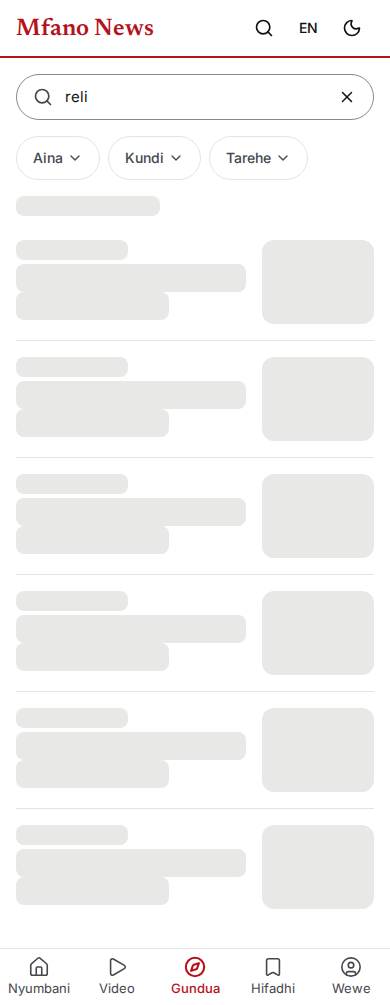 Mfano News
EN
reli
Aina
Kundi
Tarehe
Nyumbani
Video
Gundua
Hifadhi
Wewe